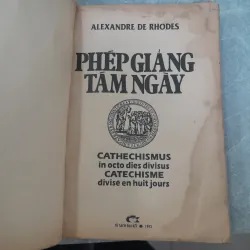 ALEXANDRE DE RHODES
PHÉP GIẢNG
TÁM NGÀY
CATHECHISMUS
in octo dies divisus
CATECHISME
divisé en huit jours